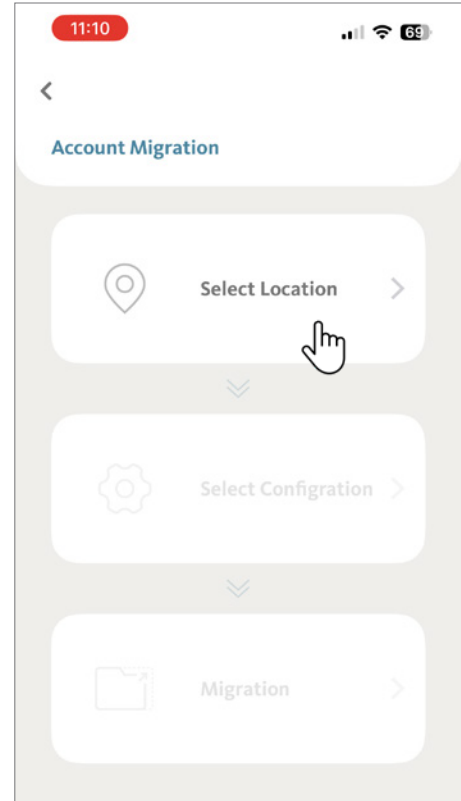 11:10
69
Account Migration
Select Location
Select Configration
Migration